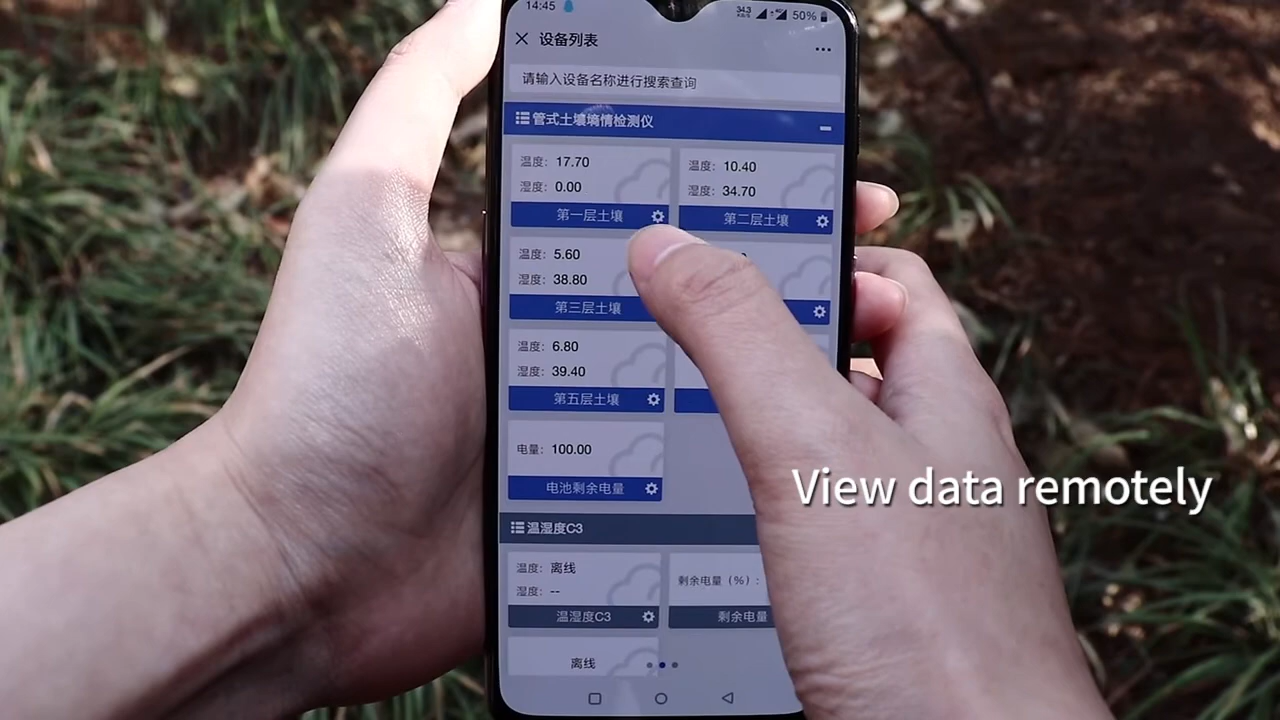 14:45
50%
设备列表
请输入设备名称进行搜索查询
管式土壤墒情检测仪
温度: 17.70
湿度: 0.00
第一层土壤
温度: 10.40
湿度: 34.70
第二层土壤
温度: 5.60
湿度: 38.80
第三层土壤
温度: 6.80
湿度: 39.40
第五层土壤
电量: 100.00
电池剩余电量
View data remotely
温湿度C3
温度: 离线
湿度: --
温湿度C3
剩余电量（%）:
剩余电量
离线